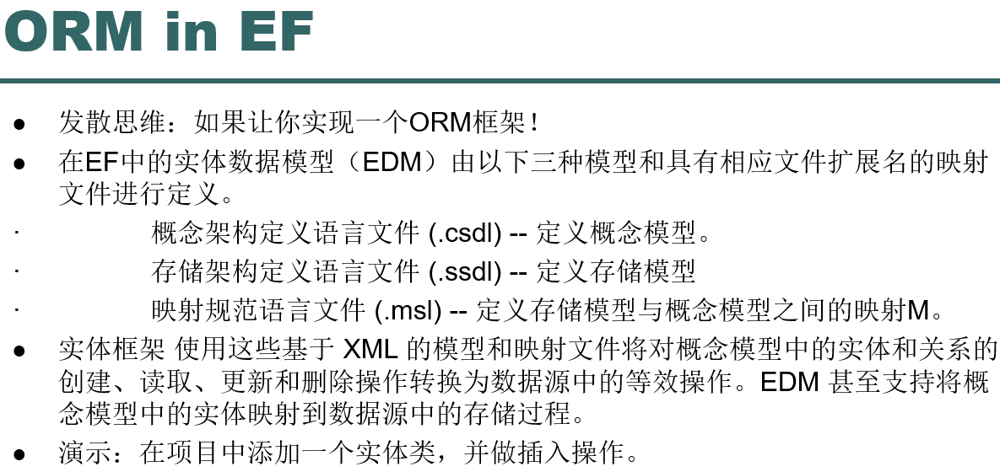 ORM in EF
● 发散思维：如果让你实现一个ORM框架！
● 在EF中的实体数据模型（EDM）由以下三种模型和具有相应文件扩展名的映射
文件进行定义。
· 概念架构定义语言文件 (.csdl) -- 定义概念模型。
· 存储架构定义语言文件 (.ssdl) -- 定义存储模型
· 映射规范语言文件 (.msl) -- 定义存储模型与概念模型之间的映射M。
● 实体框架 使用这些基于 XML 的模型和映射文件将对概念模型中的实体和关系的
创建、读取、更新和删除操作转换为数据源中的等效操作。EDM 甚至支持将概
念模型中的实体映射到数据源中的存储过程。
● 演示：在项目中添加一个实体类，并做插入操作。